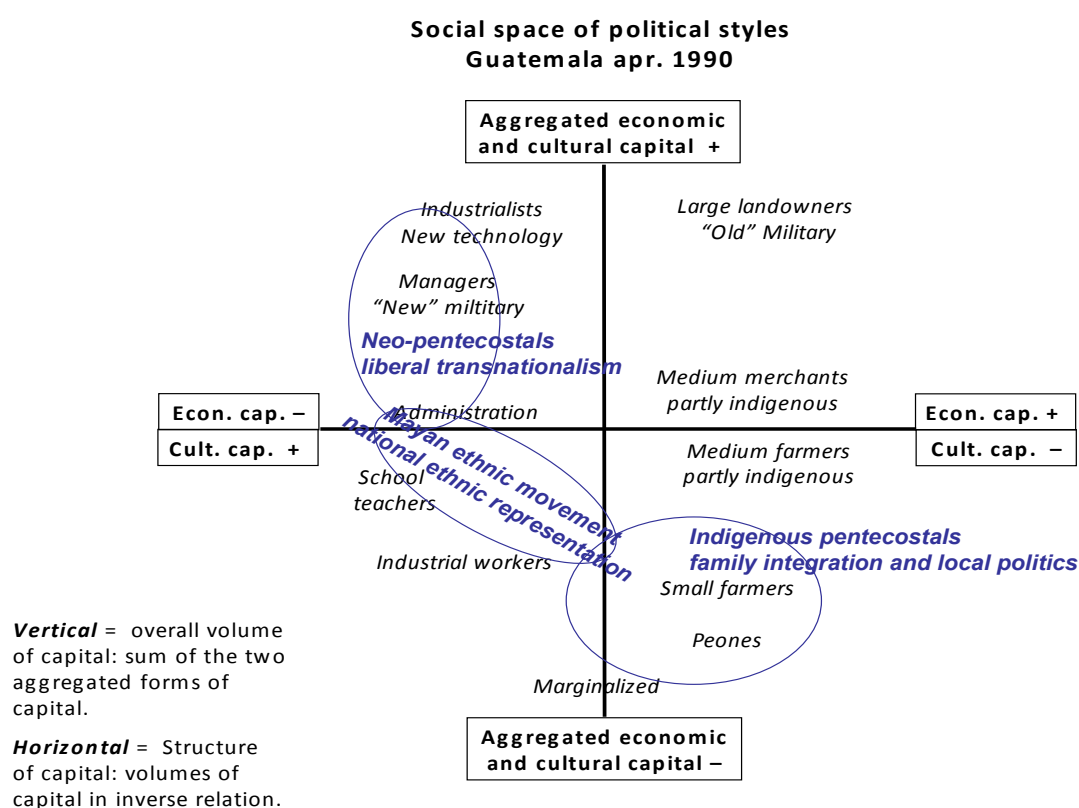 Social space of political styles
Guatemala apr. 1990
Aggregated economic
and cultural capital +
Industrialists
New technology
Large landowners
“Old” Military
Managers
“New” miltitary
Neo-pentecostals
liberal transnationalism
Medium merchants
partly indigenous
Econ. cap. –
Cult. cap. +
Administration
Econ. cap. +
Cult. cap. –
Mayan ethnic movement
national ethnic representation
Medium farmers
partly indigenous
School
teachers
Indigenous pentecostals
family integration and local politics
Industrial workers
Small farmers
Peones
Marginalized
Aggregated economic
and cultural capital –
Vertical = overall volume
of capital: sum of the two
aggregated forms of
capital.
Horizontal = Structure
of capital: volumes of
capital in inverse relation.